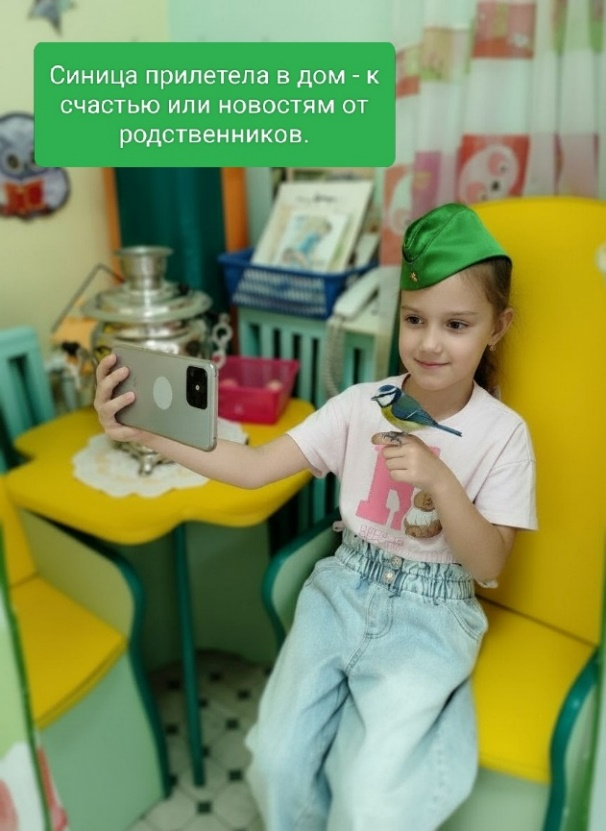 Синица прилетела в дом - к
счастью или новостям от
родственников.